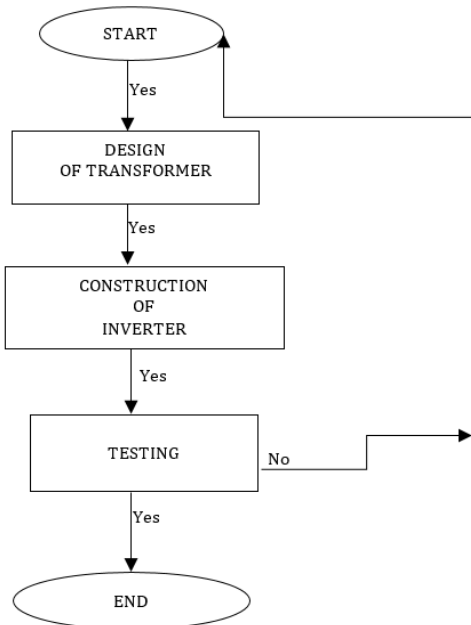 START
Yes
DESIGN
OF TRANSFORMER
Yes
CONSTRUCTION
OF
INVERTER
Yes
TESTING
No
Yes
END